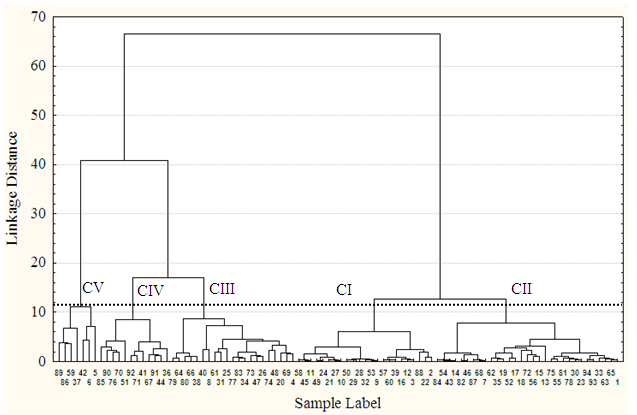 70
60
50
40
30
20
10
0
Linkage Distance
CV
CIV
CIII
CI
CII
89 59 42 5 90 70 92 41 91 36 64 66 40 61 25 83 73 26 48 69 58 11 24 27 50 28 53 57 39 12 88 2 54 14 46 68 62 19 17 72 15 75 81 30 94 33 65
86 37 6 85 76 51 71 67 44 79 80 38 8 31 77 34 47 74 20 4 45 49 21 10 29 32 9 60 16 3 22 84 43 82 87 7 35 52 18 56 13 55 78 23 93 63 1
Sample Label